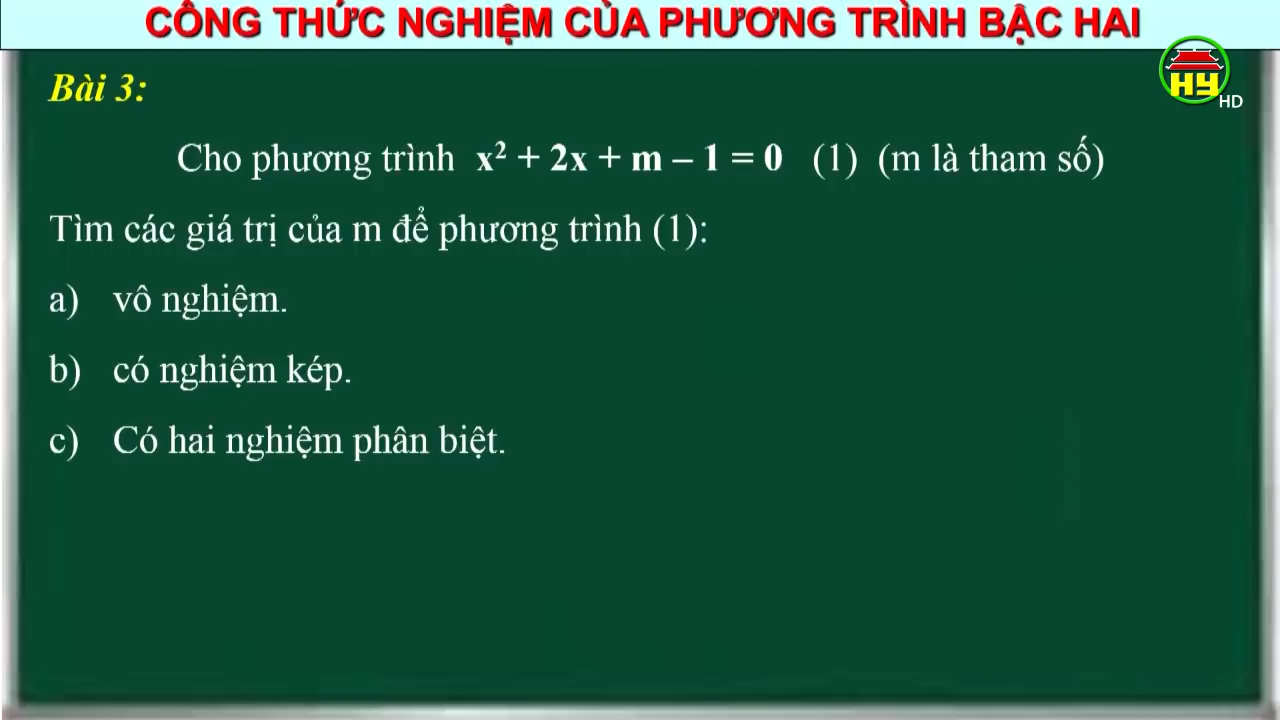 CÔNG THỨC NGHIỆM CỦA PHƯƠNG TRÌNH BẬC HAI
HY HD
Bài 3:
Cho phương trình x² + 2x + m – 1 = 0 (1) (m là tham số)
Tìm các giá trị của m để phương trình (1):
a) vô nghiệm.
b) có nghiệm kép.
c) Có hai nghiệm phân biệt.